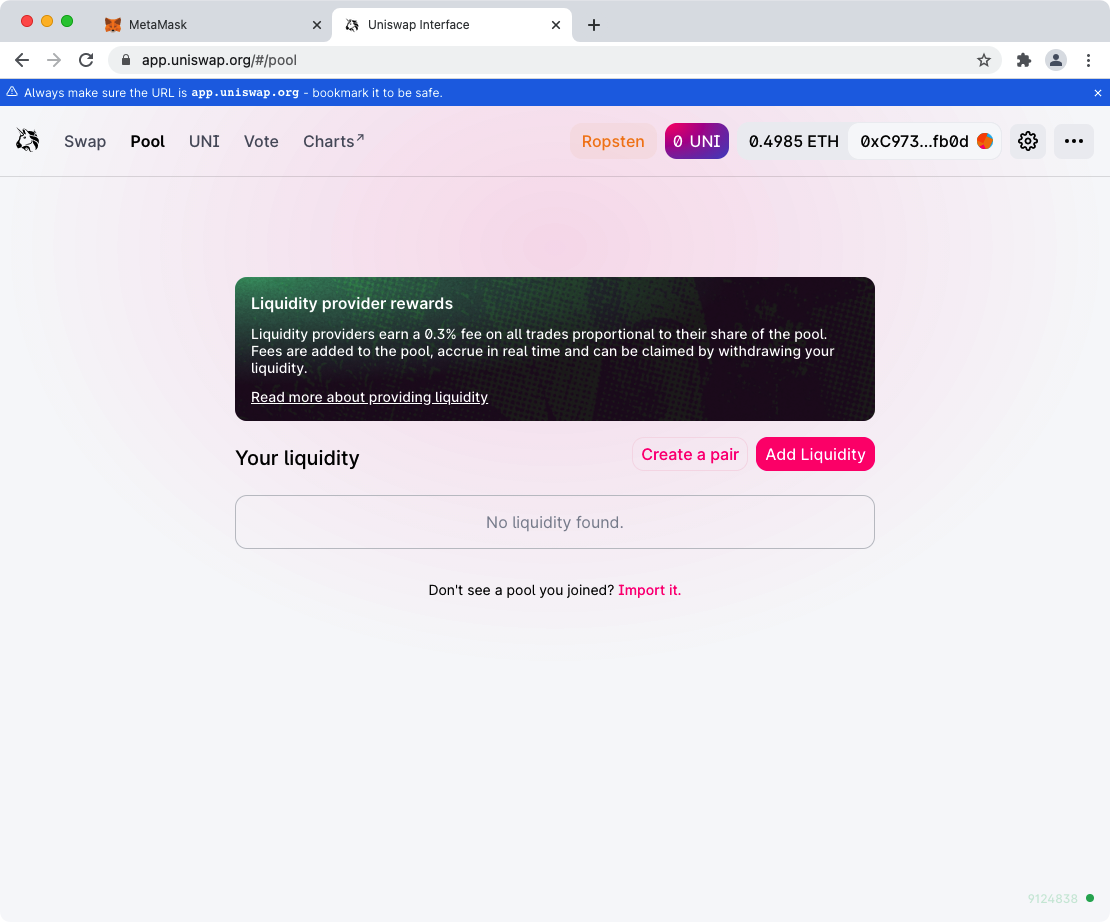 MetaMask
Uniswap Interface
app.uniswap.org/#/pool
Always make sure the URL is app.uniswap.org - bookmark it to be safe.
Swap Pool UNI Vote Charts↗ Ropsten 0 UNI 0.4985 ETH 0xC973...fb0d
Liquidity provider rewards
Liquidity providers earn a 0.3% fee on all trades proportional to their share of the pool.
Fees are added to the pool, accrue in real time and can be claimed by withdrawing your
liquidity.
Read more about providing liquidity
Your liquidity Create a pair Add Liquidity
No liquidity found.
Don't see a pool you joined? Import it.
9124838